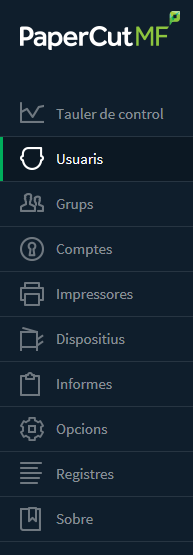 PaperCut MF
Tauler de control
Usuaris
Grups
Comptes
Impressores
Dispositius
Informes
Opcions
Registres
Sobre